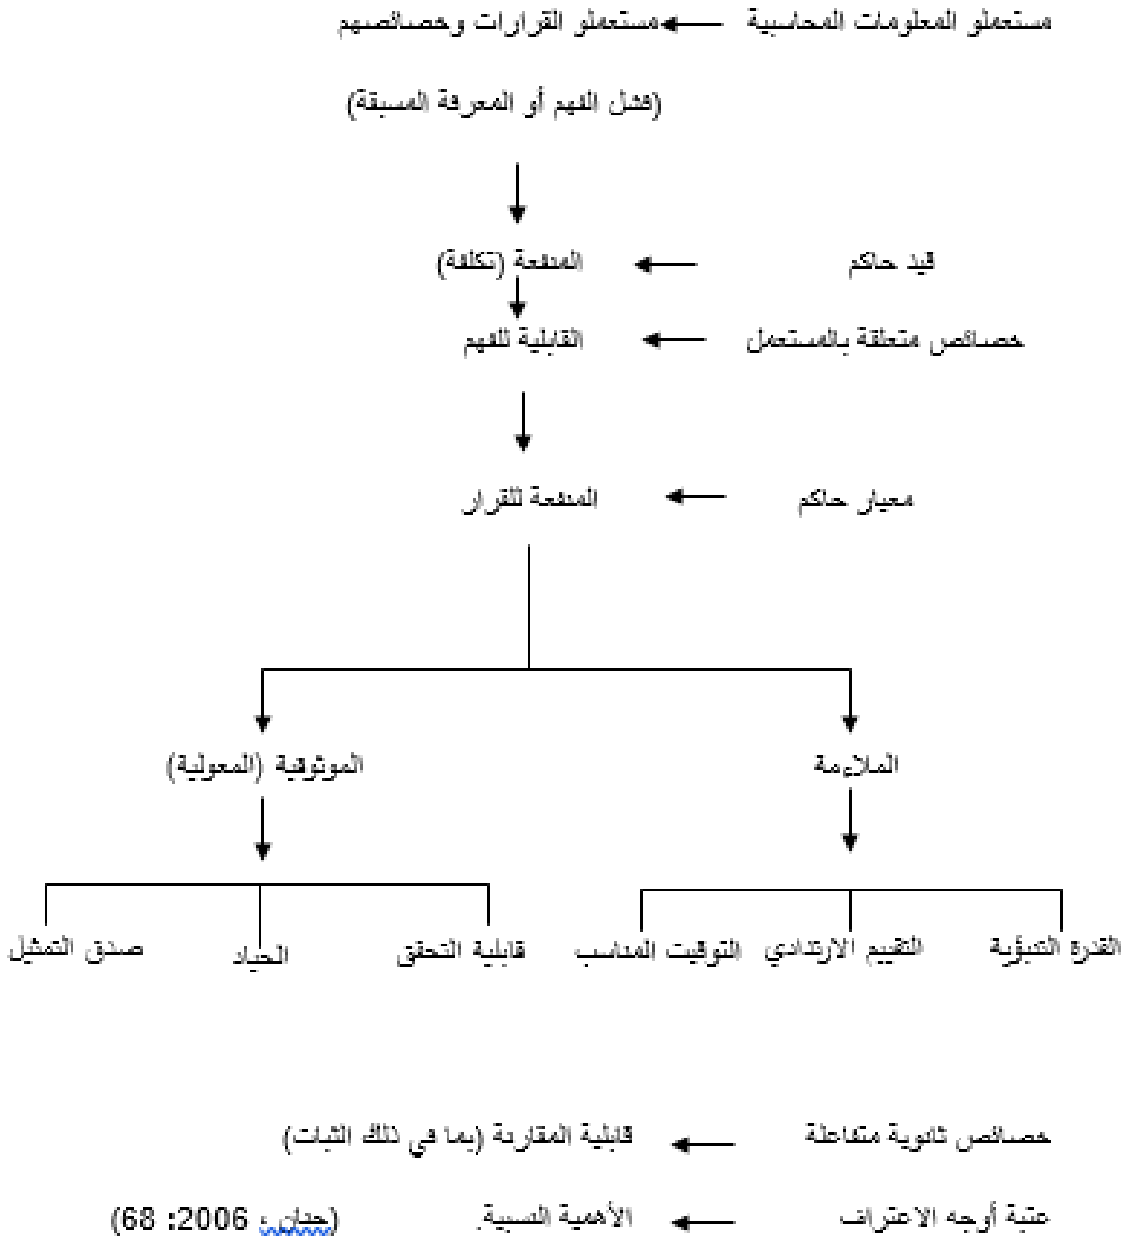 مستعملو المعلومات المحاسبية مستعملو القرارات وخصائصهم
(فشل الفهم أو المعرفة المسبقة)
قيد حاكم المنفعة (تكلفة)
خصائص متعلقة بالمستعمل القابلية للفهم
معيار حاكم المنفعة للقرار
الملاءمة الموثوقية (المعولية)
القدرة التنبؤية التقييم الارتدادي التوقيت المناسب قابلية التحقق الحياد صدق التمثيل
خصائص ثانوية متفاعلة قابلية المقارنة (بما في ذلك الثبات)
عتبة أوجه الاعتراف الأهمية النسبية. (حنان ، 2006: 68)